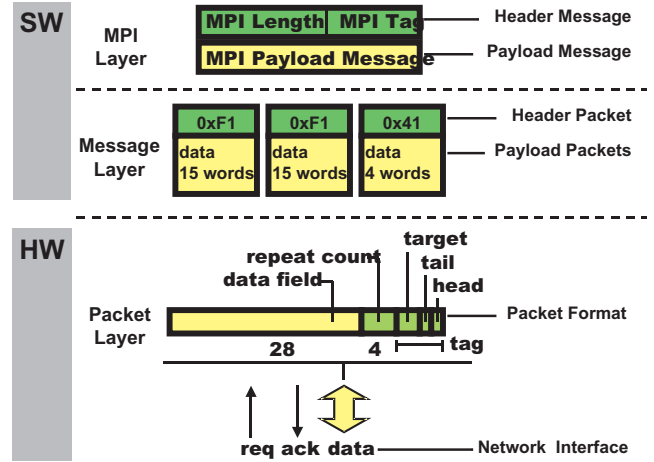 SW
MPI Layer
MPI Length MPI Tag
Header Message
MPI Payload Message
Payload Message
Message Layer
0xF1 0xF1 0x41
Header Packet
data 15 words
data 15 words
data 4 words
Payload Packets
HW
Packet Layer
repeat count
target
data field
tail
head
Packet Format
28 4
tag
req ack data
Network Interface